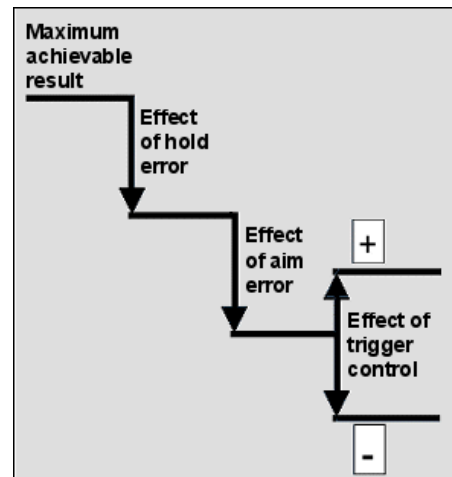 Maximum
achievable
result
Effect
of hold
error
Effect
of aim
error
+
Effect of
trigger
control
-